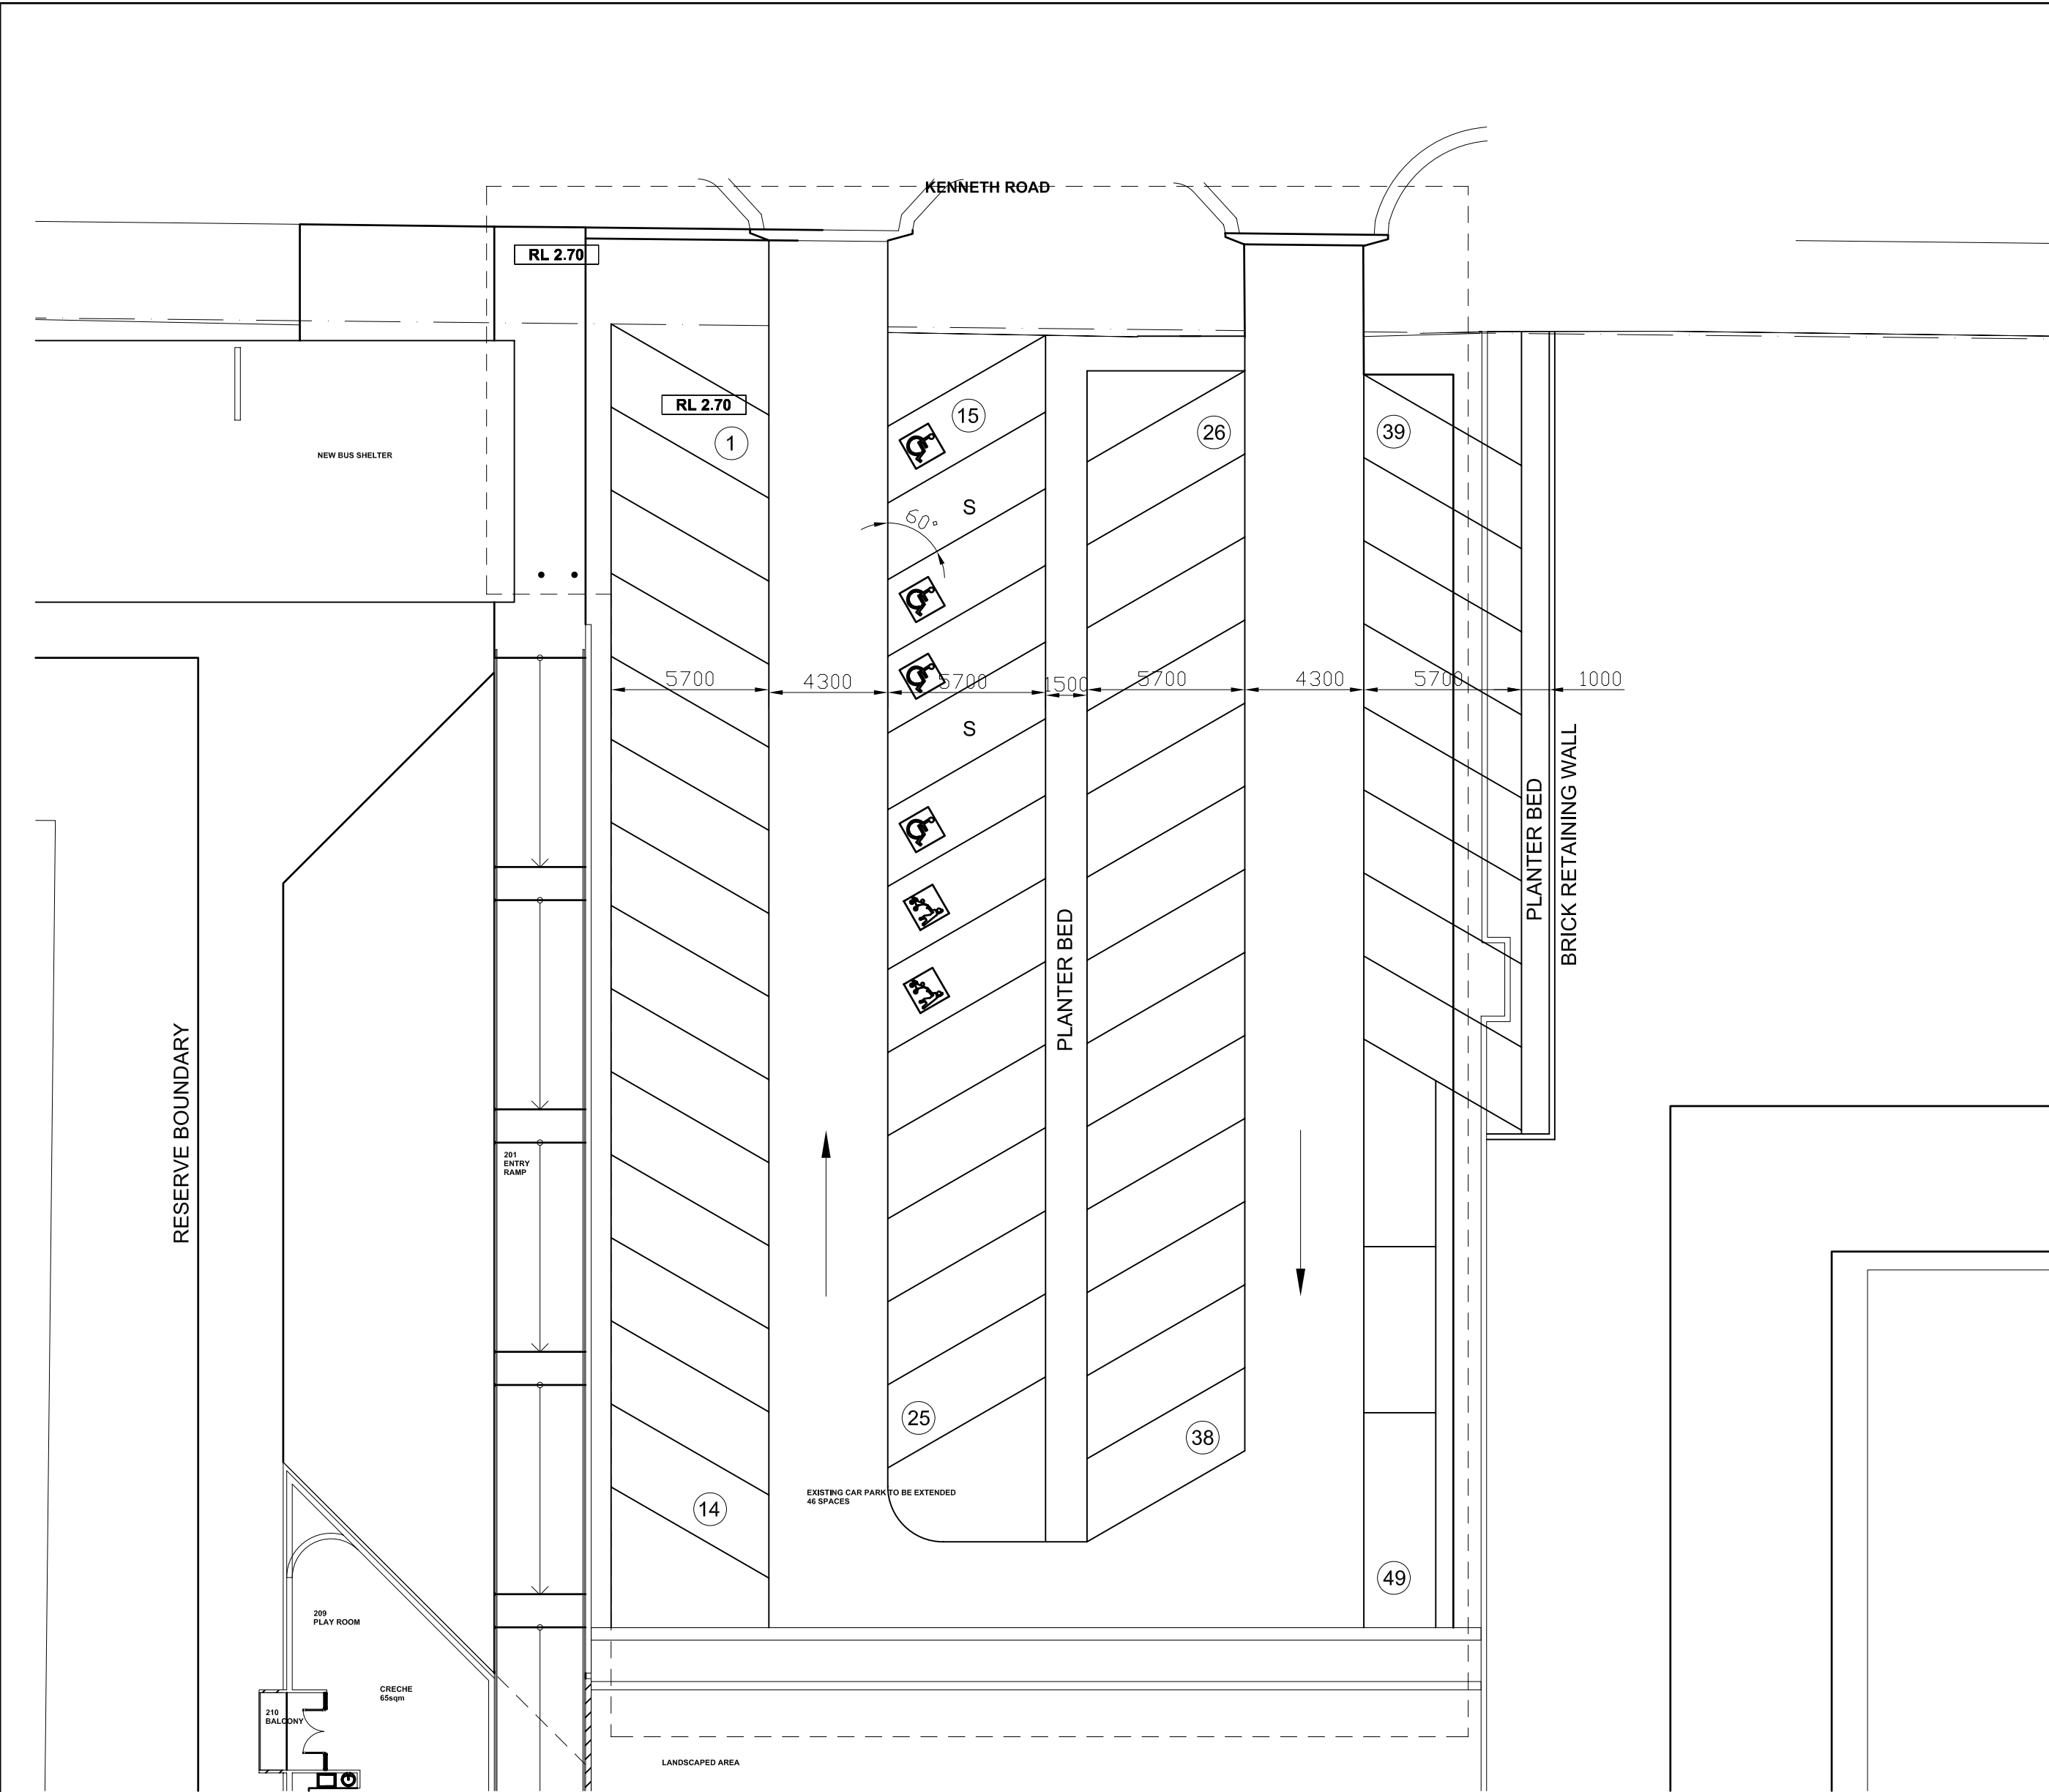 KENNETH ROAD
RL 2.70
RL 2.70
1
15
26
39
NEW BUS SHELTER
S
60°
5700
4300
5700
1500
5700
4300
5700
1000
S
PLANTER BED
BRICK RETAINING WALL
PLANTER BED
RESERVE BOUNDARY
201
ENTRY
RAMP
25
38
EXISTING CAR PARK TO BE EXTENDED
46 SPACES
14
49
209
PLAY ROOM
CRECHE
65sqm
210
BALCONY
LANDSCAPED AREA